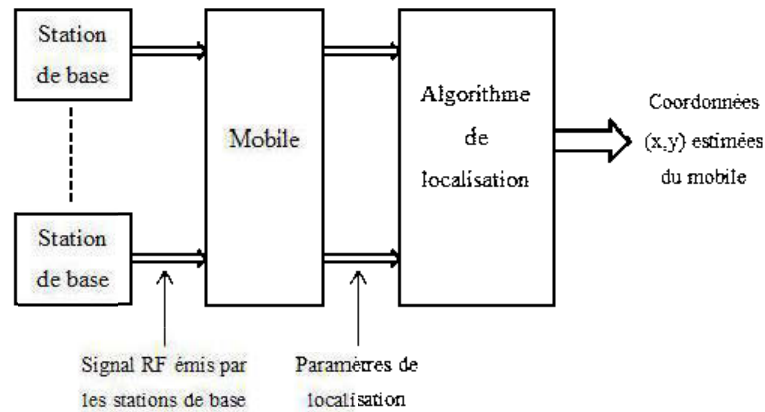 Station
de base
Mobile
Algorithme
de
localisation
Coordonnées
(x,y) estimées
du mobile
Station
de base
Signal RF émis par
les stations de base
Paramètres de
localisation